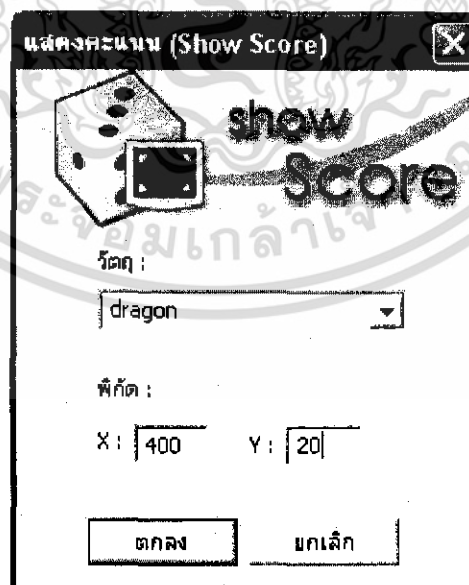 แสดงคะแนน (Show Score)
show
Score
วัตถุ :
dragon
พิกัด :
X : 400 Y : 20
ตกลง ยกเลิก